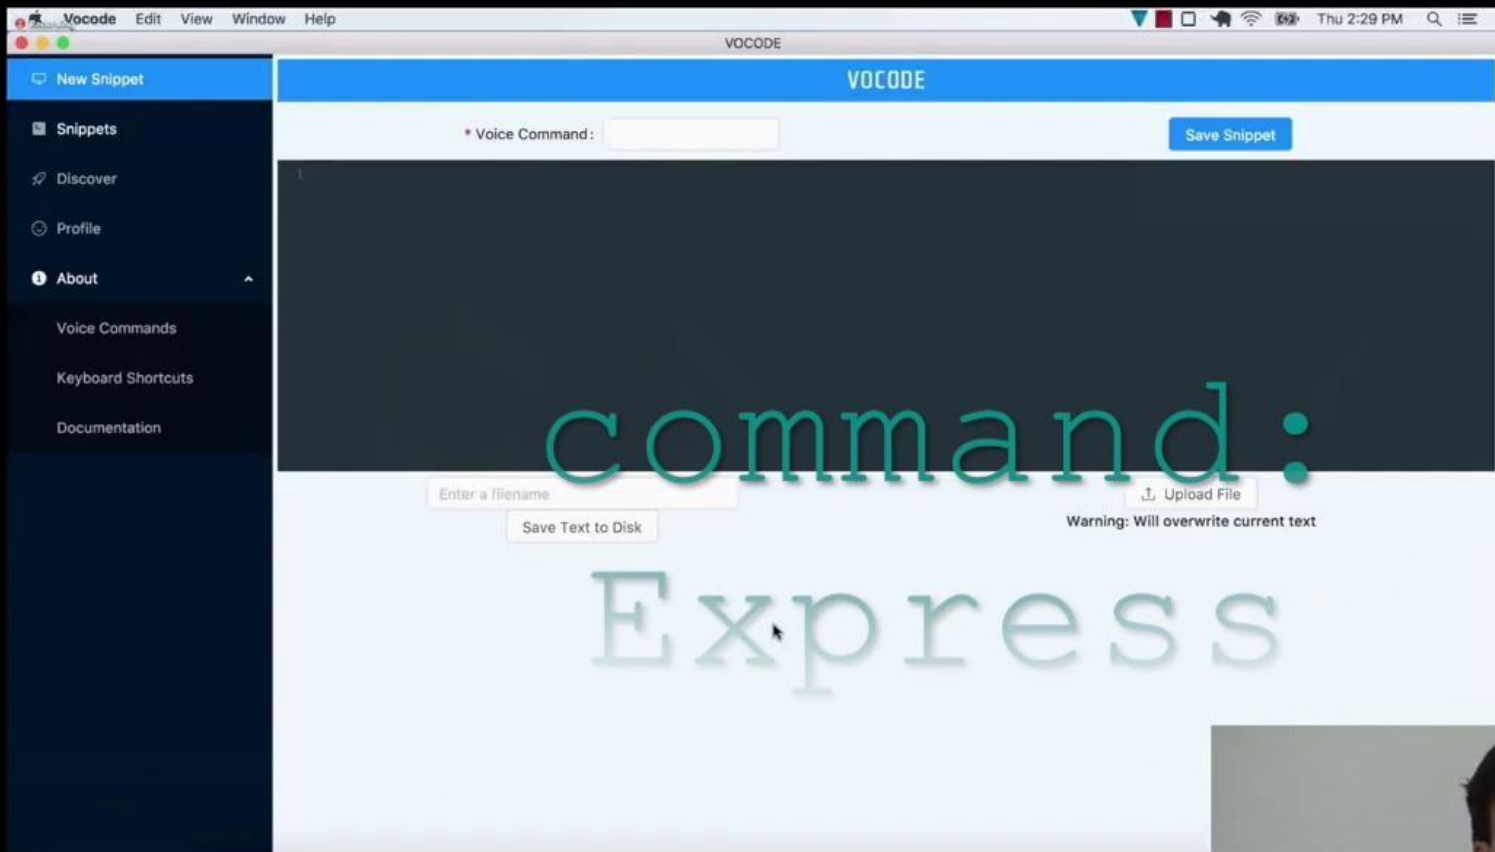 Vocode Edit View Window Help Thu 2:29 PM
VOCODE
New Snippet
VOCODE
Snippets
* Voice Command:
Save Snippet
Discover
1
Profile
About
Voice Commands
Keyboard Shortcuts
Documentation
command:
Enter a filename
Upload File
Save Text to Disk
Warning: Will overwrite current text
Express